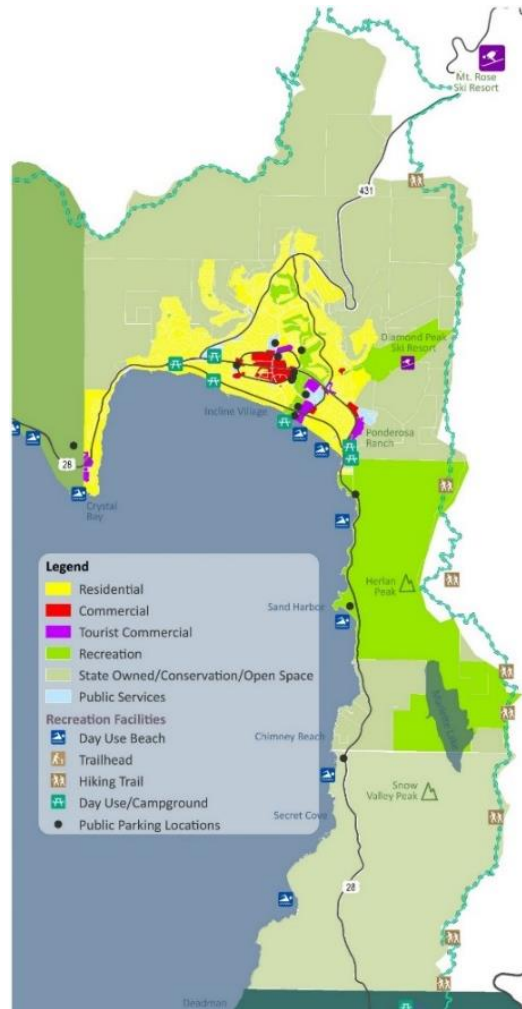 Mt. Rose
Ski Resort
431
Diamond Peak
Ski Resort
Incline Village
Ponderosa
Ranch
28
Crystal
Bay
Legend
Residential
Commercial
Tourist Commercial
Recreation
State Owned/Conservation/Open Space
Public Services
Recreation Facilities
Day Use Beach
Trailhead
Hiking Trail
Day Use/Campground
Public Parking Locations
Herlan
Peak
Sand Harbor
Marlette Lake
Chimney Beach
Snow
Valley Peak
Secret Cove
28
Deadman